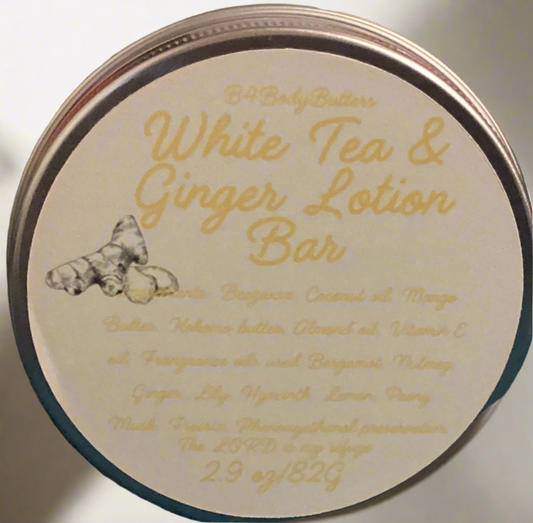 B4BodyButters
White Tea &
Ginger Lotion
Bar
Beeswax Coconut oil Mango
Butter Kokomo butter Almond oil, Vitamin E
oil Frangrance oils used Bergamot Nutmeg
Ginger Lily Hyacinth Lemon Peony
Musk Freesia Phenoxyethanol preservative
The LORD is my refuge
2.9 oz/82G